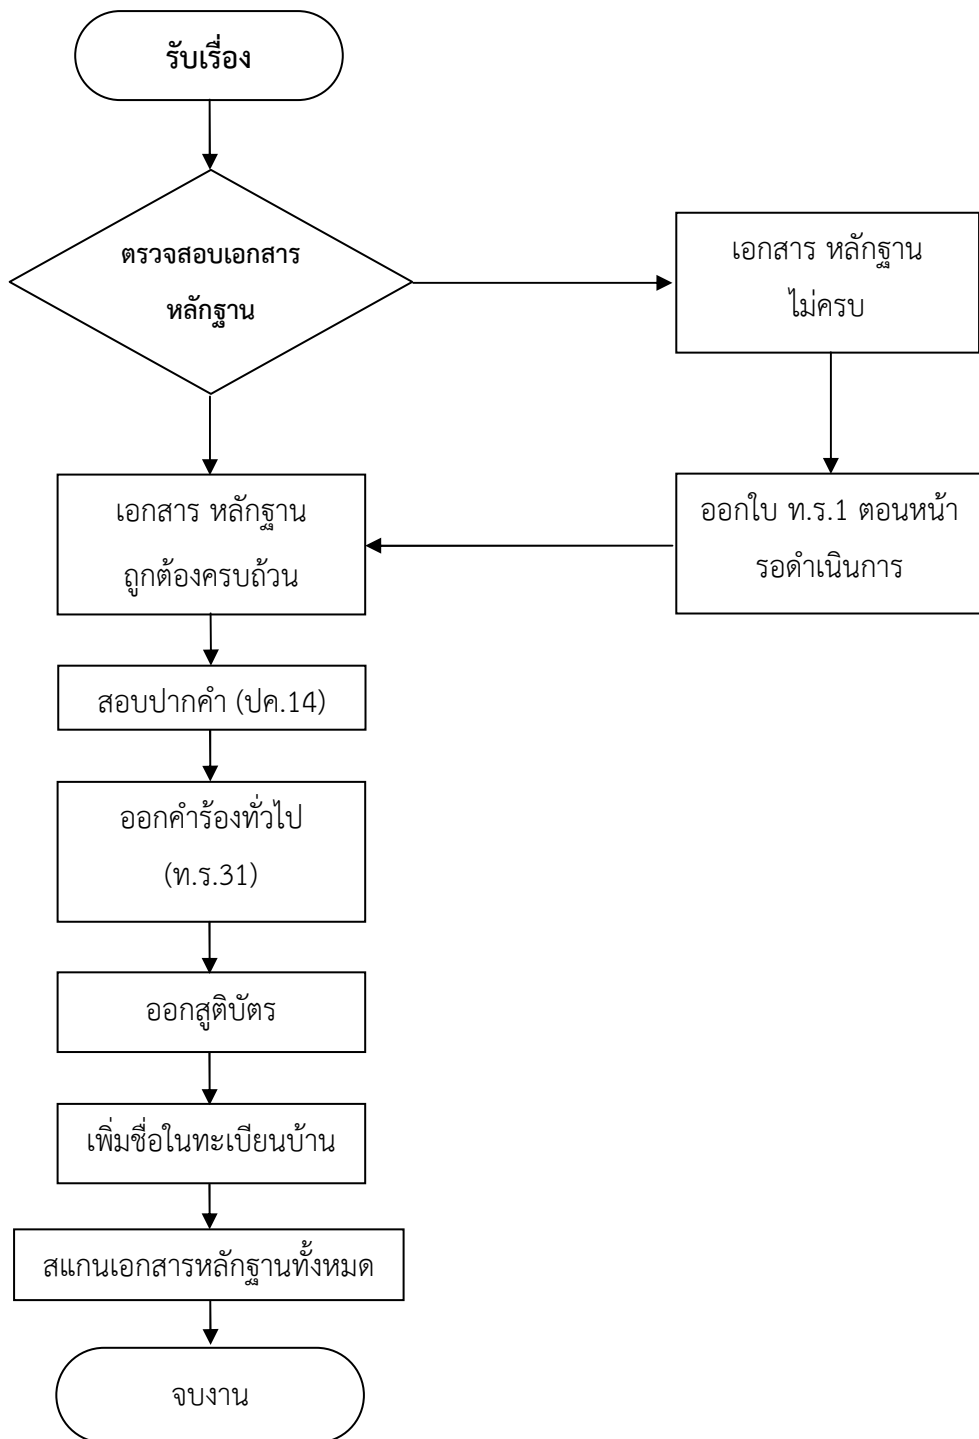 รับเรื่อง
ตรวจสอบเอกสาร
หลักฐาน
เอกสาร หลักฐาน
ไม่ครบ
เอกสาร หลักฐาน
ถูกต้องครบถ้วน
ออกใบ ท.ร.1 ตอนหน้า
รอดำเนินการ
สอบปากคำ (ปค.14)
ออกคำร้องทั่วไป
(ท.ร.31)
ออกสูติบัตร
เพิ่มชื่อในทะเบียนบ้าน
สแกนเอกสารหลักฐานทั้งหมด
จบงาน